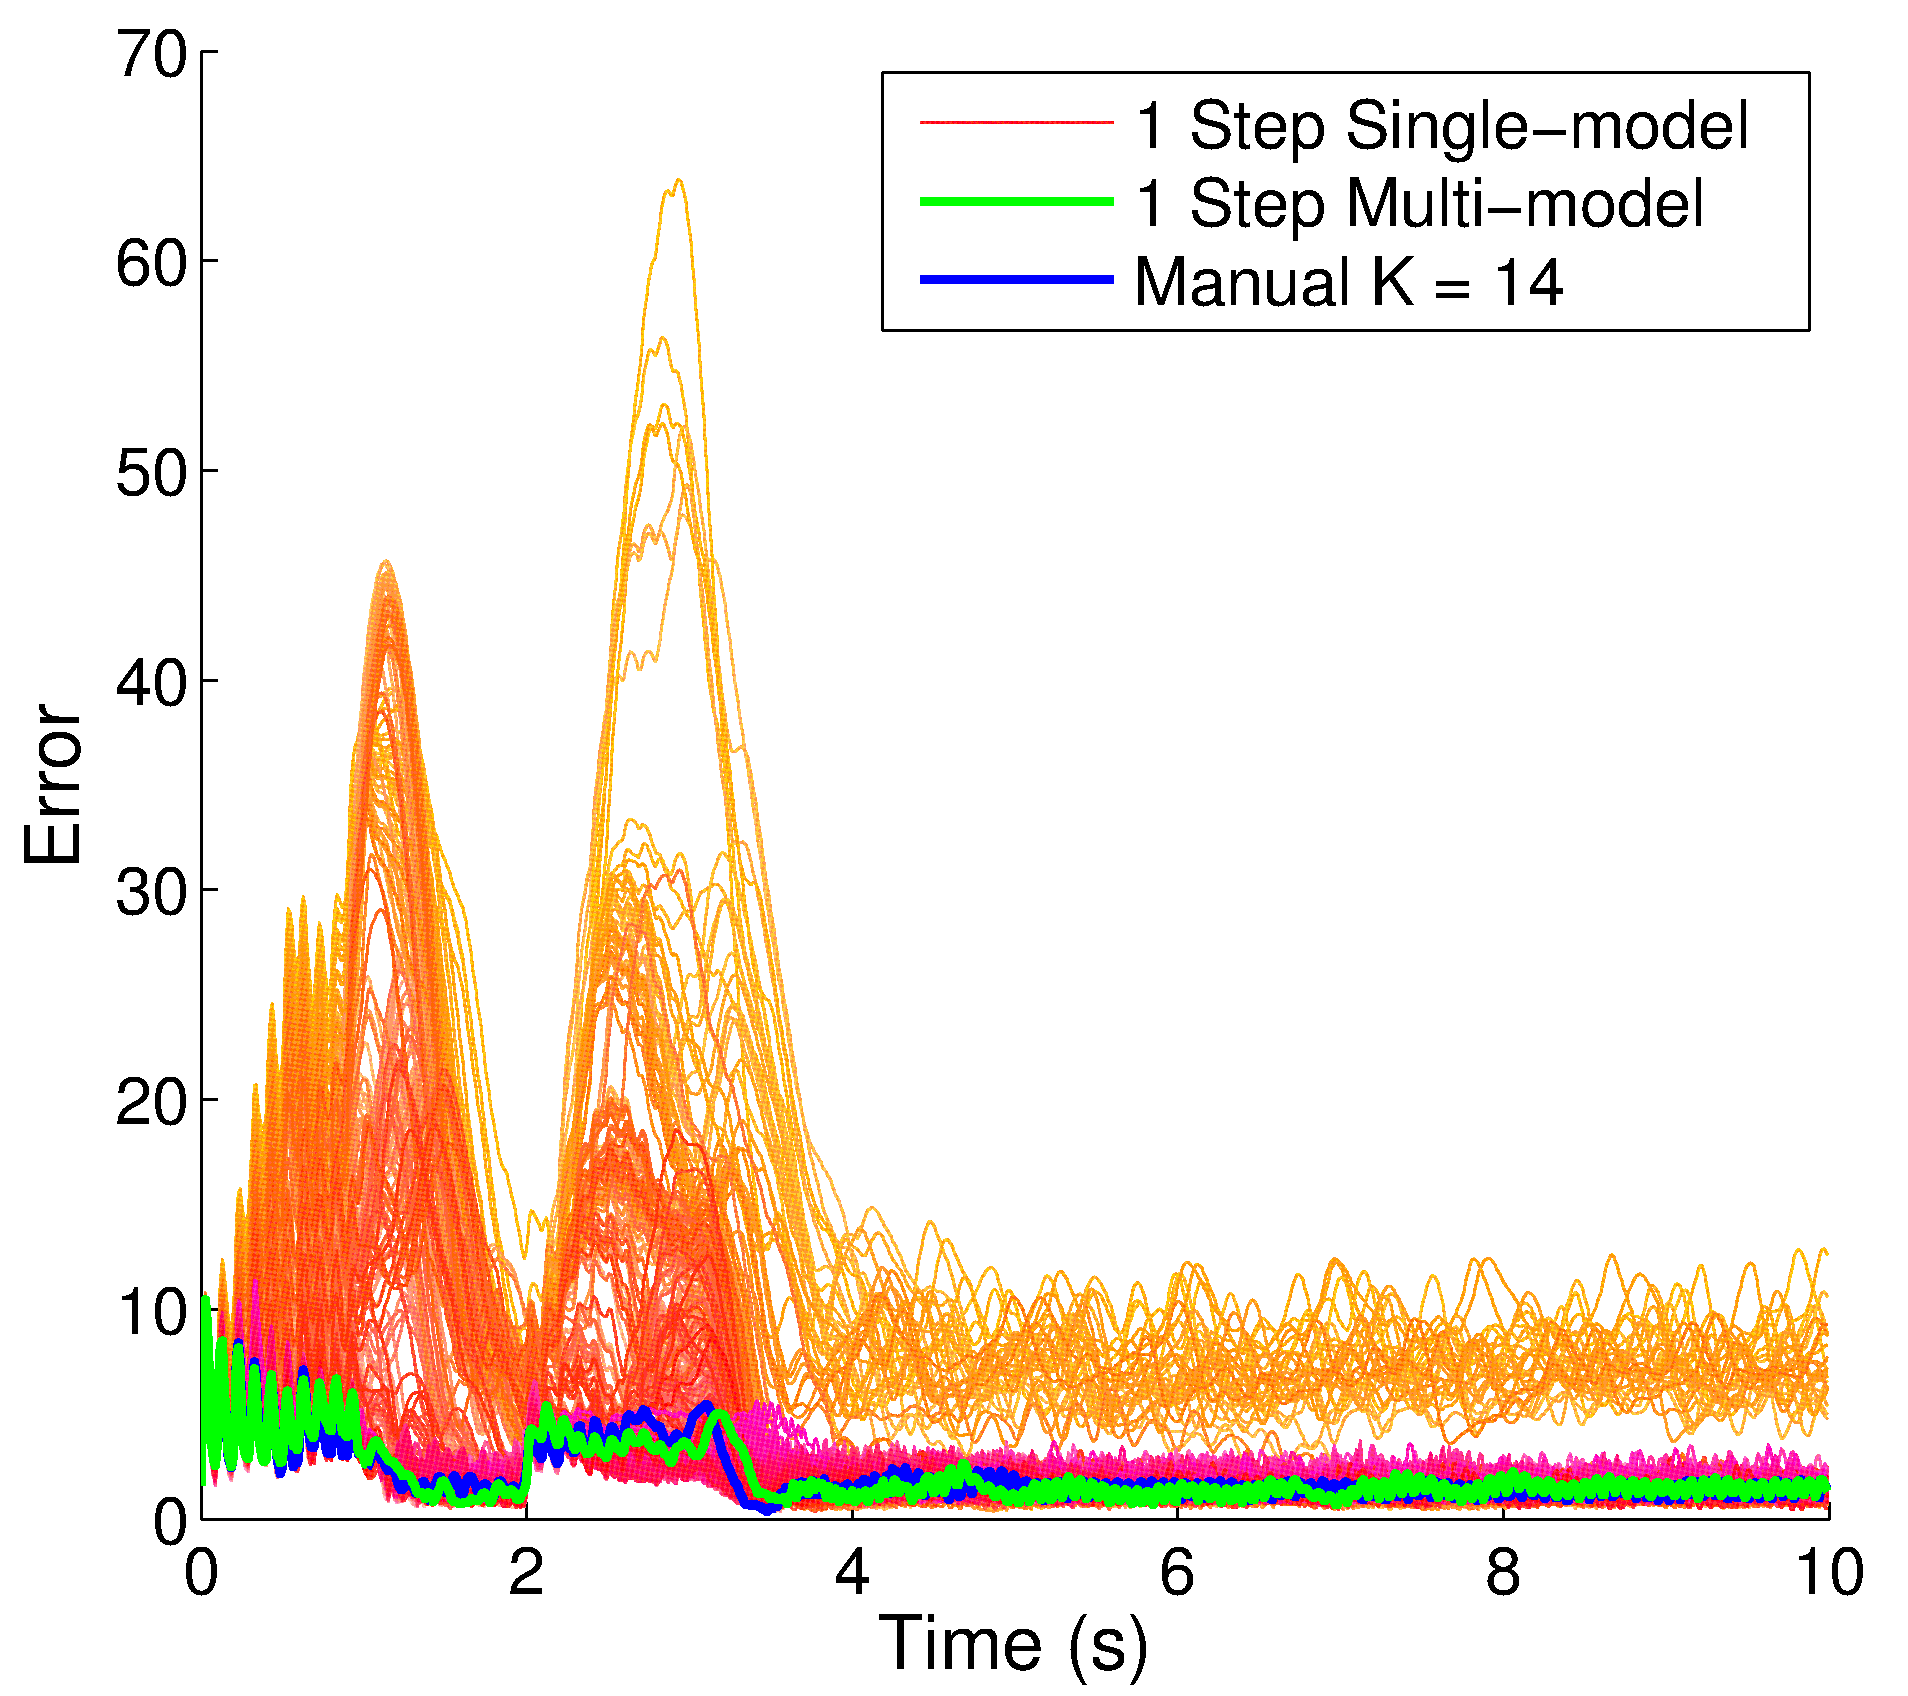 70
60
50
40
30
20
10
0
Error
1 Step Single−model
1 Step Multi−model
Manual K = 14
0 2 4 6 8 10
Time (s)